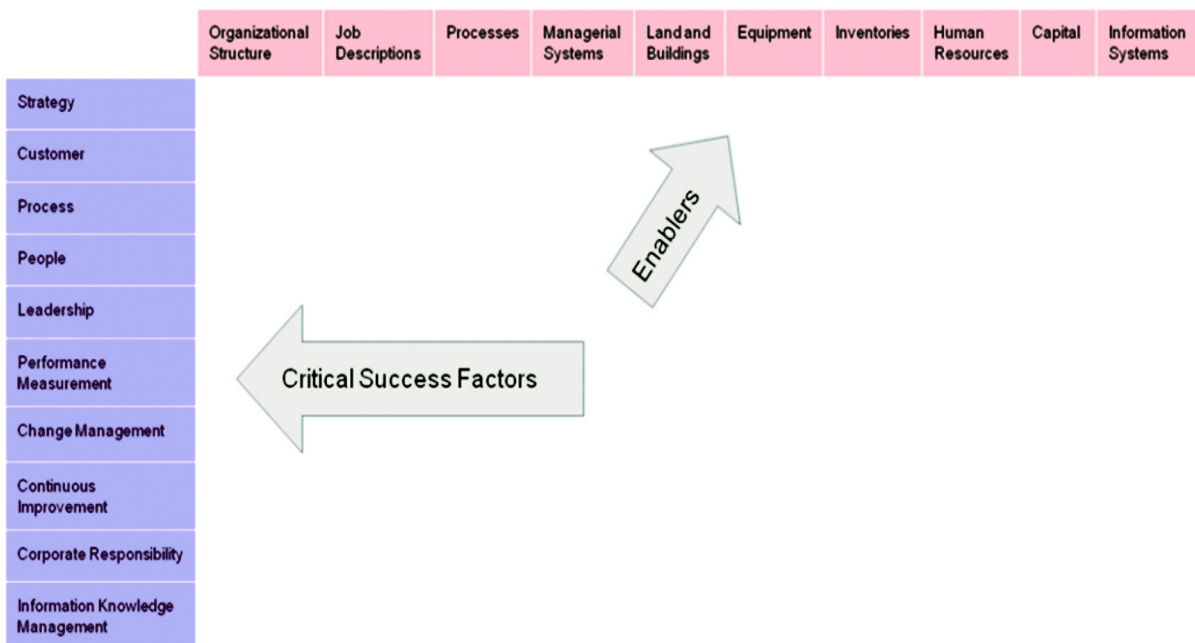 Organizational Structure
Job Descriptions
Processes
Managerial Systems
Land and Buildings
Equipment
Inventories
Human Resources
Capital
Information Systems
Strategy
Customer
Process
People
Leadership
Performance
Measurement
Change Management
Continuous
Improvement
Corporate Responsibility
Information Knowledge
Management
Enablers
Critical Success Factors